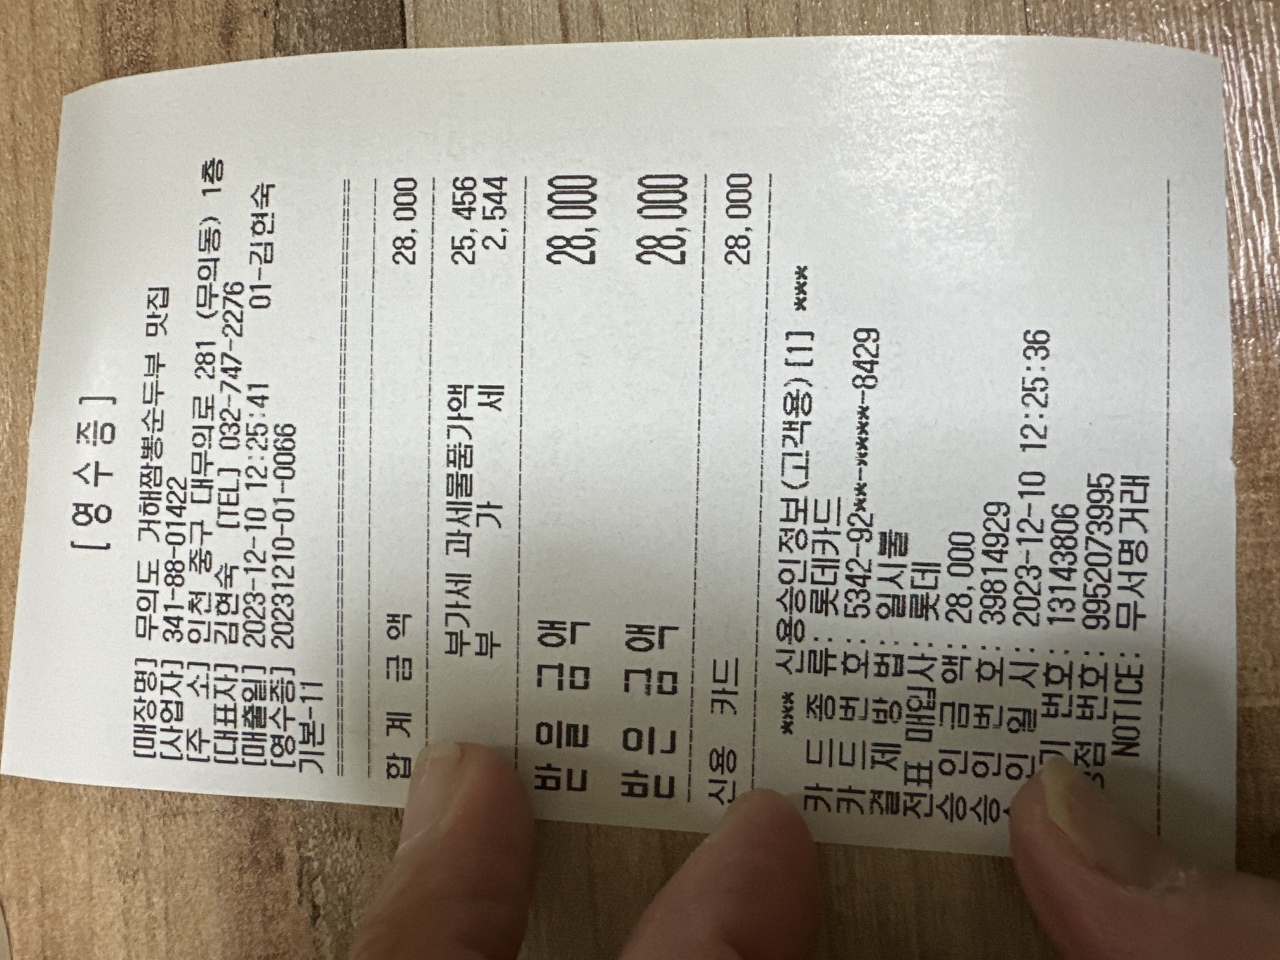 [영수증]
[매장명] 무의도 거해짬뽕순두부 맛집
[사업자] 341-88-01422
[주 소] 인천 중구 대무의로 281 (무의동) 1층
[대표자] 김현숙 [TEL] 032-747-2276
[매출일] 2023-12-10 12:25:41 01-김현숙
[영수증] 20231210-01-0066
기본-11
합 계 금 액 28,000
부가세 과세물품가액 25,456
부 가 세 2,544
받 을 금 액 28,000
받 은 금 액 28,000
신용 카드 28,000
*** 신용승인정보(고객용) [1] ***
카 드 종 류: 롯데카드
카 드 번 호: 5342-92**-****-8429
결 제 방 법: 일시불
전표 매입사: 롯데
승 인 금 액: 28,000
승 인 번 호: 39814929
승 인 일 시: 2023-12-10 12:25:36
번호: 13143806
점 번호: 9952073995
NOTICE: 무서명거래